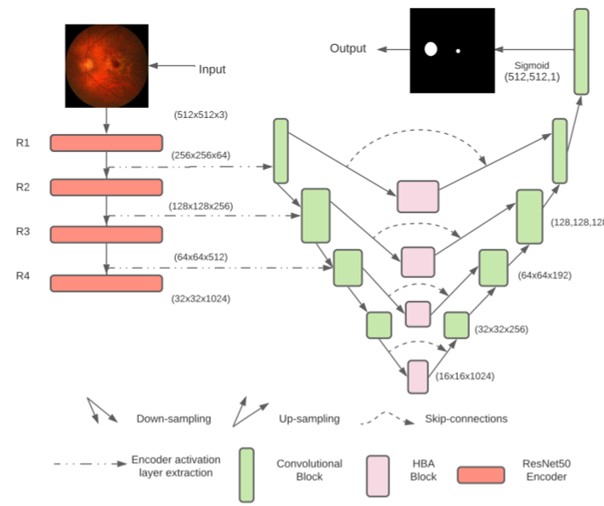 Output
Input
Sigmoid
(512,512,1)
(512x512x3)
R1
(256x256x64)
R2
(128x128x256)
(128,128,128
R3
(64x64x512)
(64x64x192)
R4
(32x32x1024)
(32x32x256)
(16x16x1024)
Down-sampling
Up-sampling
Skip-connections
Encoder activation
layer extraction
Convolutional
Block
HBA
Block
ResNet50
Encoder